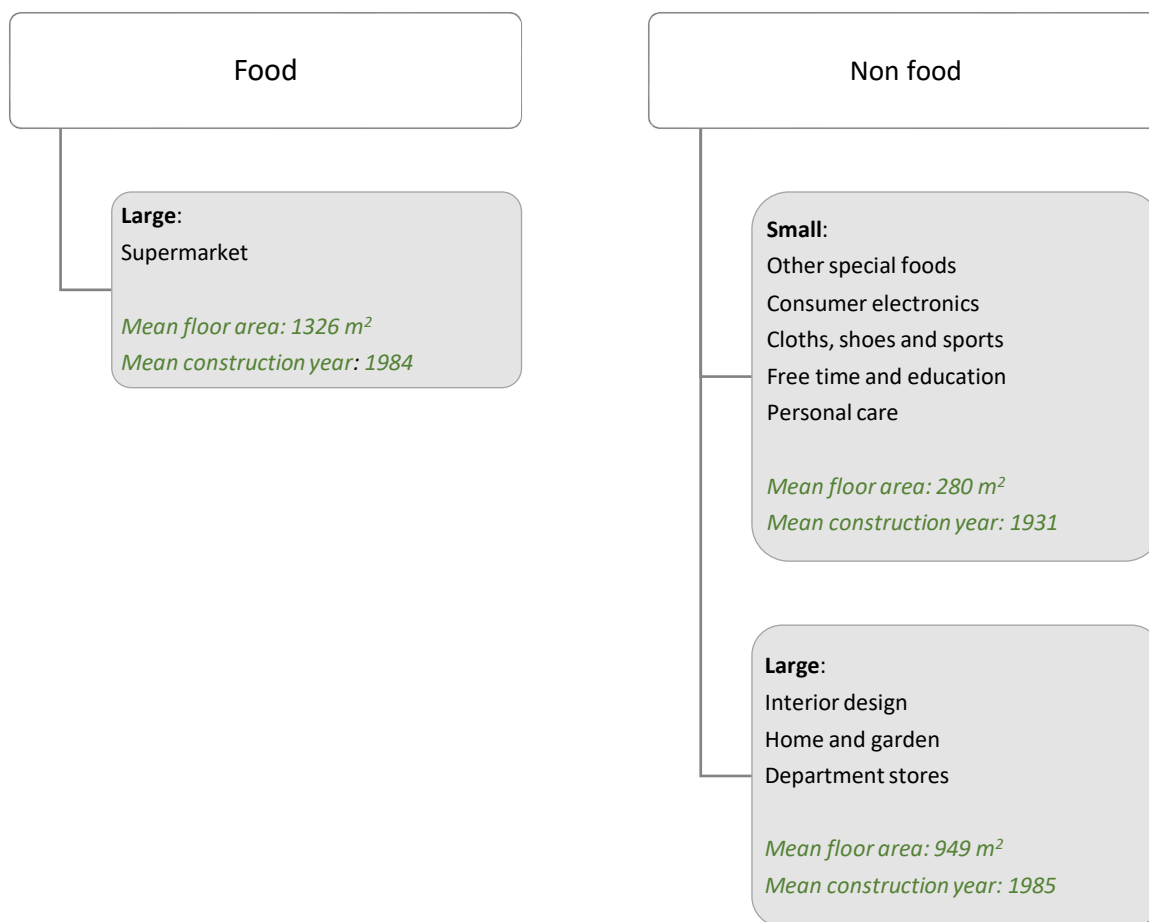 Food
Large:
Supermarket
Mean floor area: 1326 m²
Mean construction year: 1984
Non food
Small:
Other special foods
Consumer electronics
Cloths, shoes and sports
Free time and education
Personal care
Mean floor area: 280 m²
Mean construction year: 1931
Large:
Interior design
Home and garden
Department stores
Mean floor area: 949 m²
Mean construction year: 1985